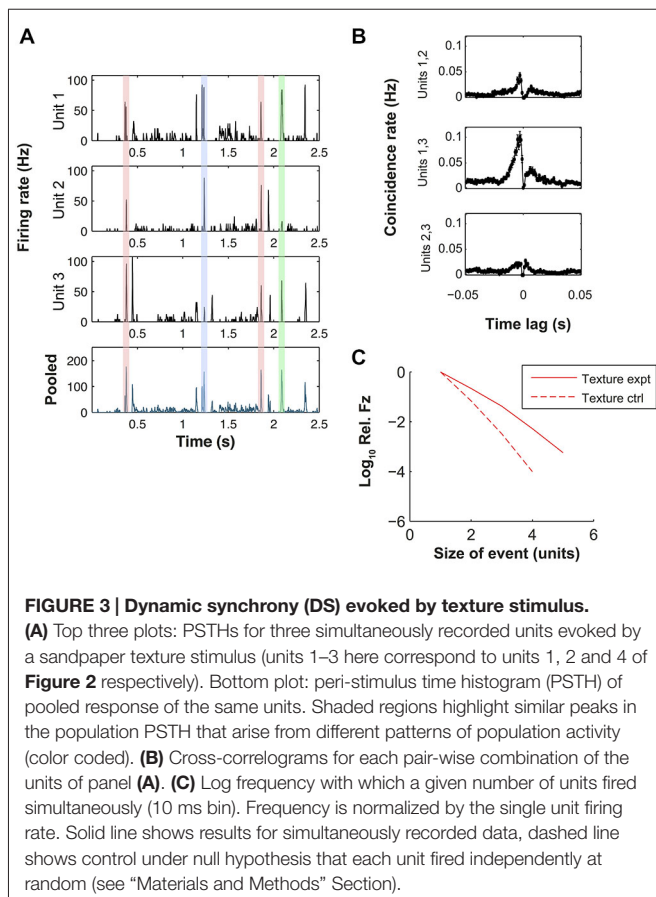 A
B
100
50
0
Unit 1
0.5 1 1.5 2 2.5
100
50
0
Unit 2
0.5 1 1.5 2 2.5
100
50
0
Unit 3
0.5 1 1.5 2 2.5
200
100
0
Pooled
0.5 1 1.5 2 2.5
Firing rate (Hz)
Time (s)
0.1
0.05
0
Units 1,2
0.1
0.05
0
Units 1,3
0.1
0.05
0
Units 2,3
-0.05 0 0.05
Coincidence rate (Hz)
Time lag (s)
C
0
−2
−4
−6
Log10 Rel. Fz
0 2 4 6
Size of event (units)
Texture expt
Texture ctrl
FIGURE 3 | Dynamic synchrony (DS) evoked by texture stimulus.
(A) Top three plots: PSTHs for three simultaneously recorded units evoked by
a sandpaper texture stimulus (units 1–3 here correspond to units 1, 2 and 4 of
Figure 2 respectively). Bottom plot: peri-stimulus time histogram (PSTH) of
pooled response of the same units. Shaded regions highlight similar peaks in
the population PSTH that arise from different patterns of population activity
(color coded). (B) Cross-correlograms for each pair-wise combination of the
units of panel (A). (C) Log frequency with which a given number of units fired
simultaneously (10 ms bin). Frequency is normalized by the single unit firing
rate. Solid line shows results for simultaneously recorded data, dashed line
shows control under null hypothesis that each unit fired independently at
random (see “Materials and Methods” Section).